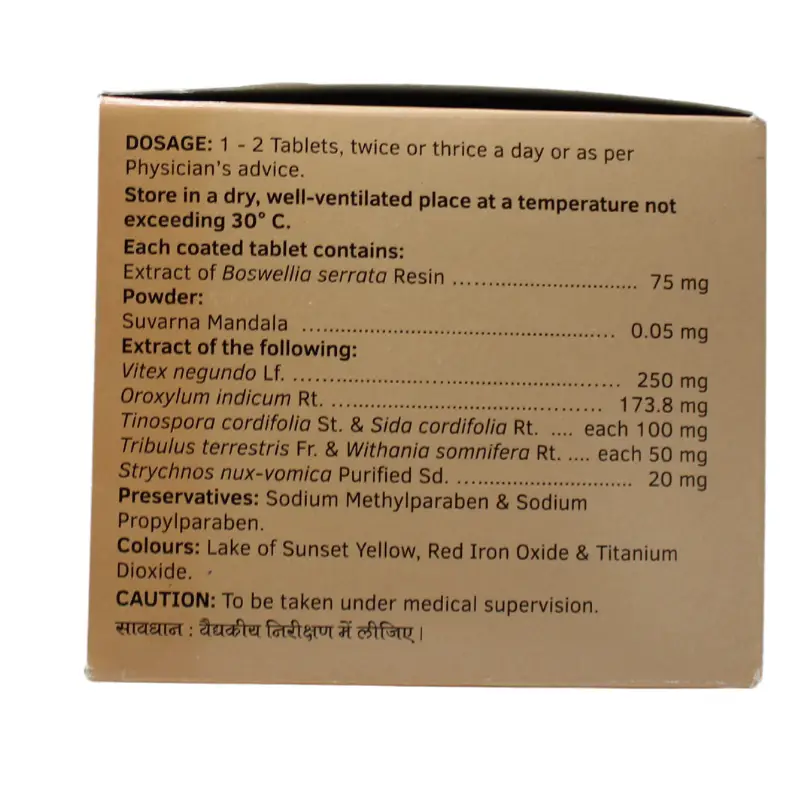 DOSAGE: 1 - 2 Tablets, twice or thrice a day or as per
Physician's advice.
Store in a dry, well-ventilated place at a temperature not
exceeding 30° C.
Each coated tablet contains:
Extract of Boswellia serrata Resin ................................ 75 mg
Powder:
Suvarna Mandala ..................................................... 0.05 mg
Extract of the following:
Vitex negundo Lf. ..................................................... 250 mg
Oroxylum indicum Rt. ............................................ 173.8 mg
Tinospora cordifolia St. & Sida cordifolia Rt. .... each 100 mg
Tribulus terrestris Fr. & Withania somnifera Rt. .... each 50 mg
Strychnos nux-vomica Purified Sd. ............................ 20 mg
Preservatives: Sodium Methylparaben & Sodium
Propylparaben.
Colours: Lake of Sunset Yellow, Red Iron Oxide & Titanium
Dioxide.
CAUTION: To be taken under medical supervision.
सावधान : वैद्यकीय निरीक्षण में लीजिए।